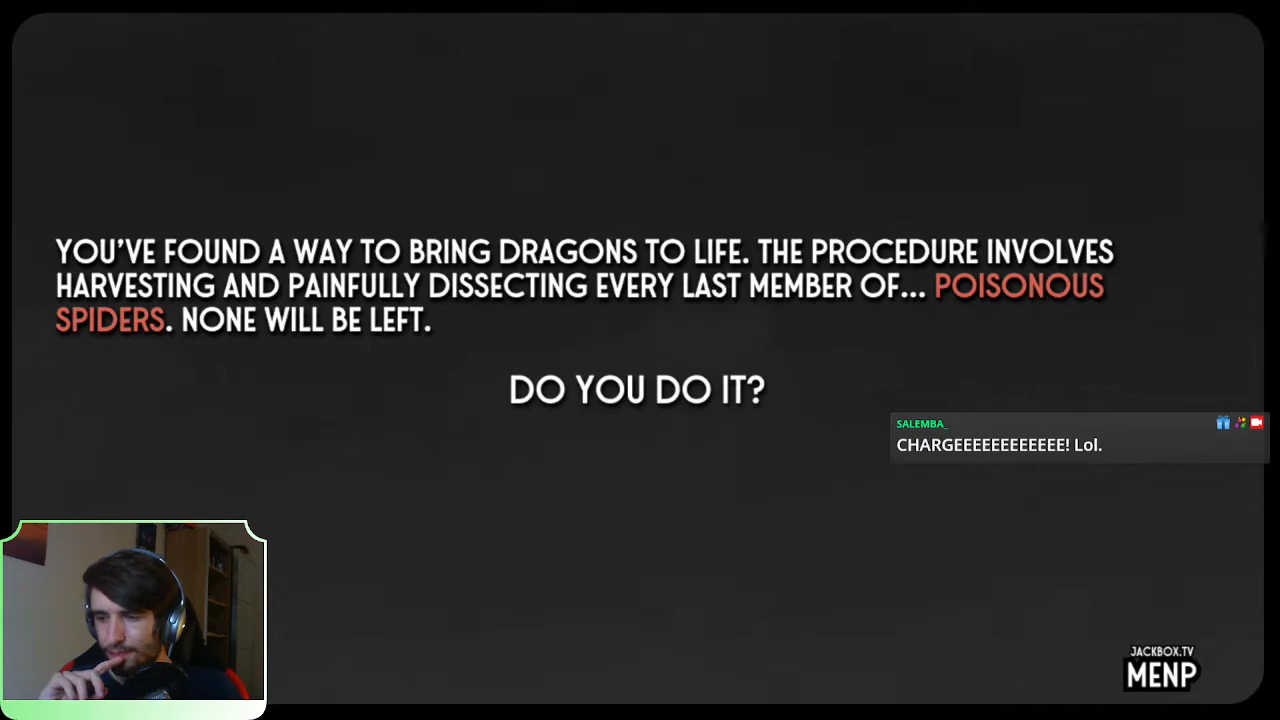 YOU'VE FOUND A WAY TO BRING DRAGONS TO LIFE. THE PROCEDURE INVOLVES
HARVESTING AND PAINFULLY DISSECTING EVERY LAST MEMBER OF... POISONOUS
SPIDERS. NONE WILL BE LEFT.
DO YOU DO IT?
SALEMBA_
CHARGEEEEEEEEEEEE! Lol.
JACKBOX.TV
MENP